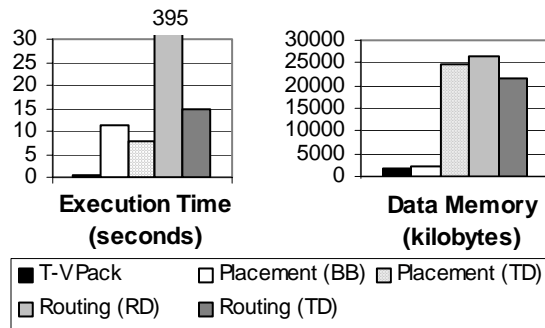 395
30
25
20
15
10
5
0
Execution Time
(seconds)
30000
25000
20000
15000
10000
5000
0
Data Memory
(kilobytes)
T-VPack
Placement (BB)
Placement (TD)
Routing (RD)
Routing (TD)